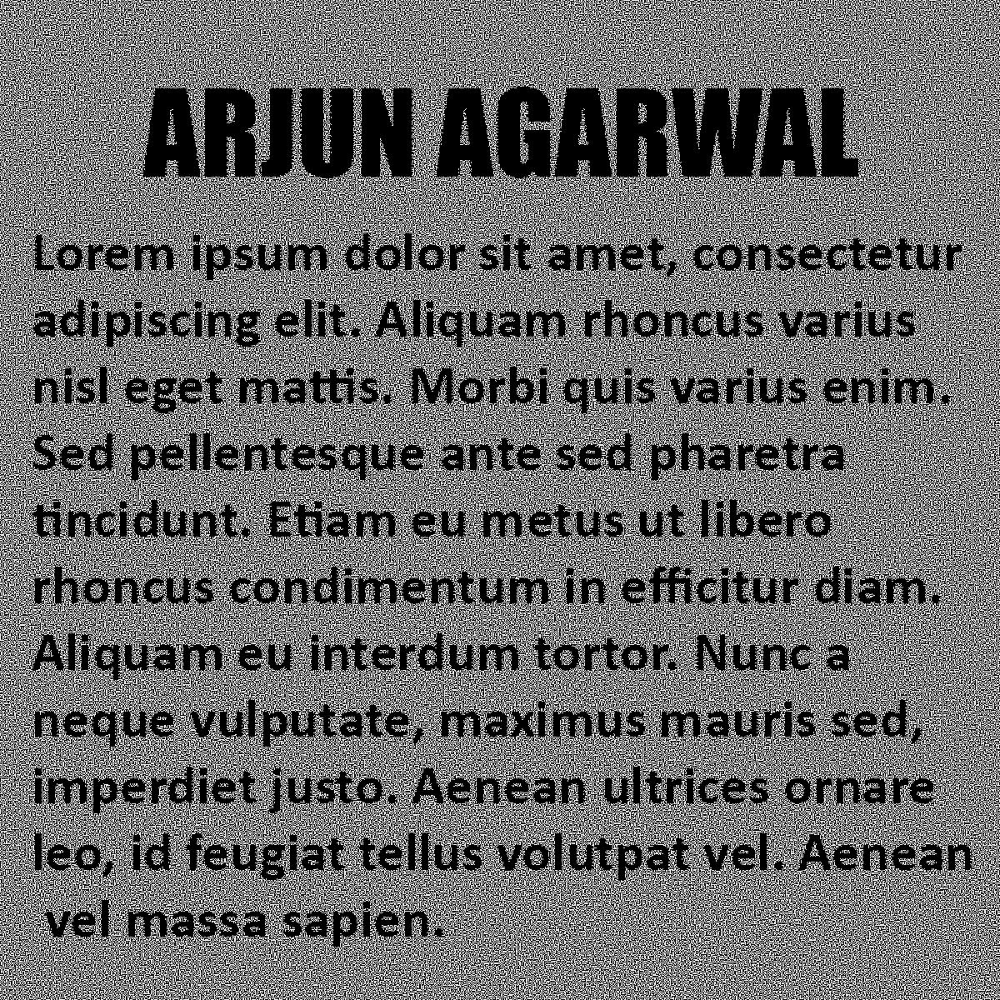 ARJUN AGARWAL
Lorem ipsum dolor sit amet, consectetur
adipiscing elit. Aliquam rhoncus varius
nisl eget mattis. Morbi quis varius enim.
Sed pellentesque ante sed pharetra
tincidunt. Etiam eu metus ut libero
rhoncus condimentum in efficitur diam.
Aliquam eu interdum tortor. Nunc a
neque vulputate, maximus mauris sed,
imperdiet justo. Aenean ultrices ornare
leo, id feugiat tellus volutpat vel. Aenean
vel massa sapien.